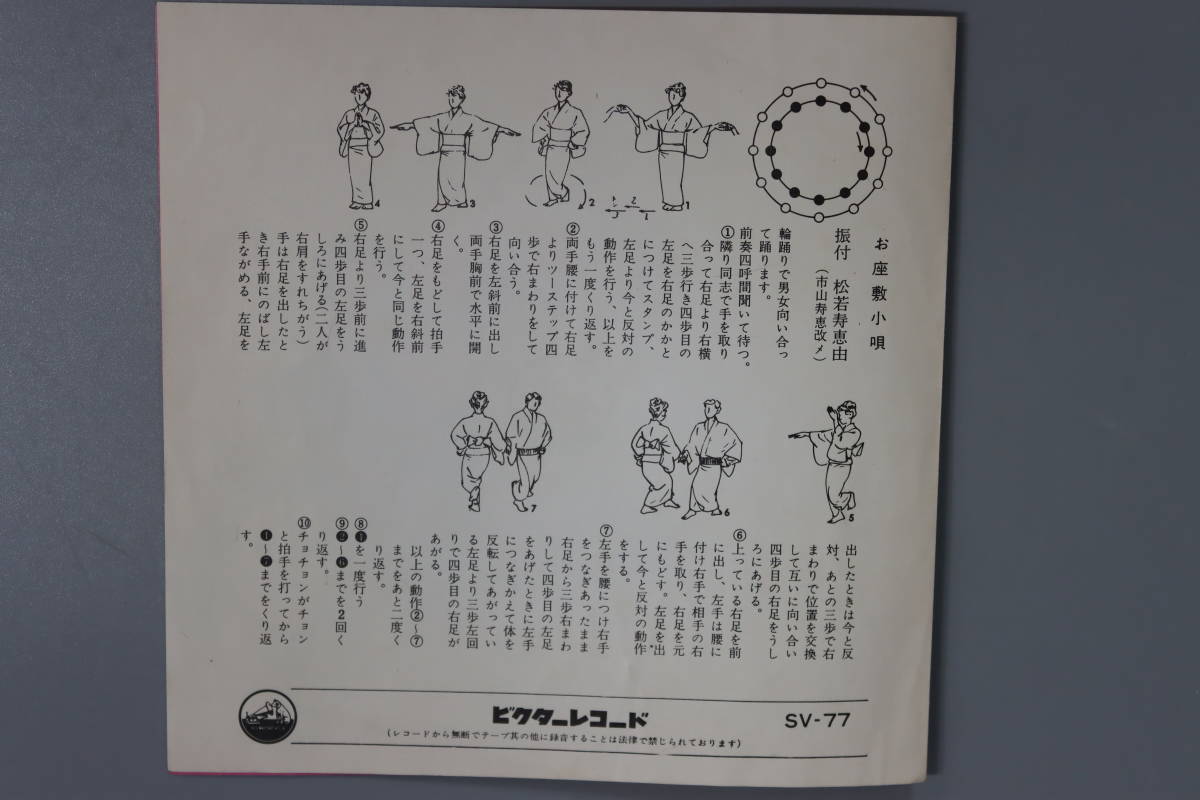 お座敷小唄
振付 松若寿恵由
(市山寿恵改メ)
輪踊りで男女向い合っ
て踊ります。
前奏四呼間聞いて待つ。
①隣り同志で手を取り
合って右足より右横
へ三歩行き四歩目の
左足を右足のかかと
につけてスタンプ、
左足より今と反対の
動作を行う、以上を
もう一度くり返す。
②両手腰に付けて右足
よりツーステップ四
歩で右まわりをして
向い合う。
③右足を左斜前に出し
両手胸前で水平に開
く。
④右足をもどして拍手
一つ、左足を右斜前
にして今と同じ動作
を行う。
⑤右足より三歩前に進
み四歩目の左足をう
しろにあげる(二人が
右肩をすれちがう)
手は右足を出したと
き右手前にのばし左
手ながめる、左足を
1
2
3
4
1
2
3
出したときは今と反
対、あとの三歩で右
まわりで位置を交換
して互いに向い合い
四歩目の右足をうし
ろにあげる。
⑥上っている右足を前
に出し、左手は腰に
付け右手で相手の右
手を取り、右足を元
にもどす。左足を出
して今と反対の動作
をする。
⑦左手を腰につけ右手
をつなぎあったまま
右足から三歩右まわ
りして四歩目の左足
をあげたときに左手
につなぎかえて体を
反転してあがってい
る左足より三歩左回
りで四歩目の右足が
あがる。
以上の動作②~⑦
までをあと二度く
り返す。
⑧❶を一度行う
⑨❷~❻までを2回く
り返す。
⑩チョチョンがチョン
と拍手を打ってから
❶~❼までをくり返
す。
5
6
7
ビクターレコード
SV-77
(レコードから無断でテープ其の他に録音することは法律で禁じられております)